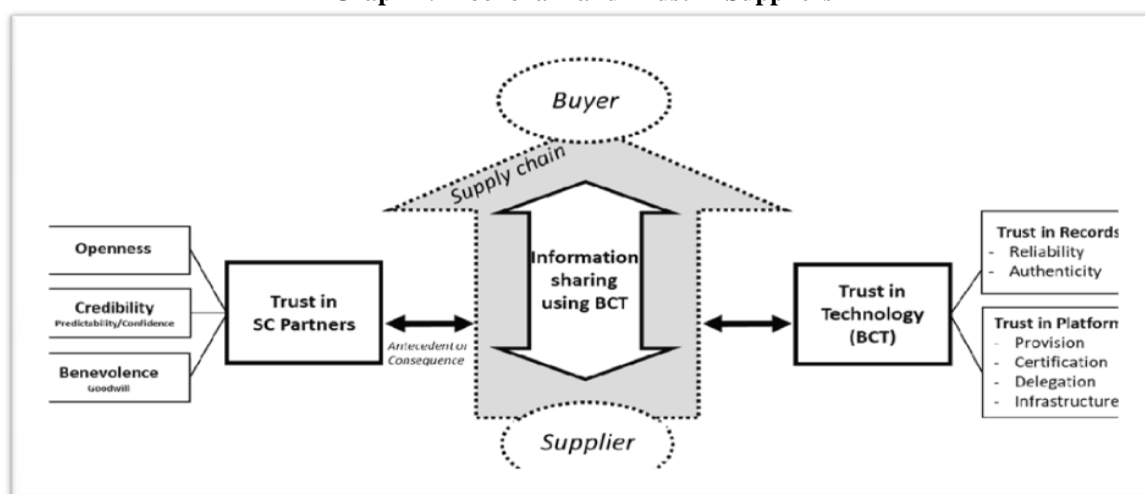 Buyer
Supply chain
Openness
Credibility
Predictability/Confidence
Benevolence
Goodwill
Trust in
SC Partners
Antecedent or
Consequence
Information
sharing
using BCT
Trust in
Technology
(BCT)
Trust in Records
- Reliability
- Authenticity
Trust in Platform
- Provision
- Certification
- Delegation
- Infrastructure
Supplier